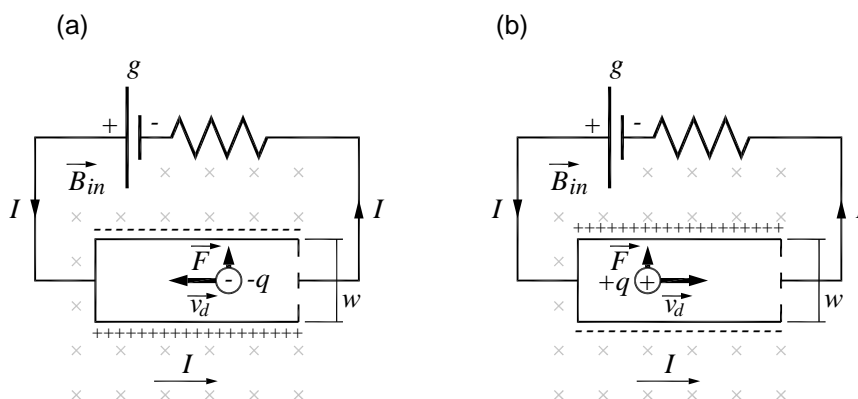 (a)
(b)
g
g
+ -
+ -
B_in
B_in
I
I
I
I
- - - - - - - - - - - - - - - - - -
+++++++++++++++
F
F
- -q
+q +
v_d
v_d
w
w
++++++++++++++++
- - - - - - - - - - - - - - - - - -
I
I